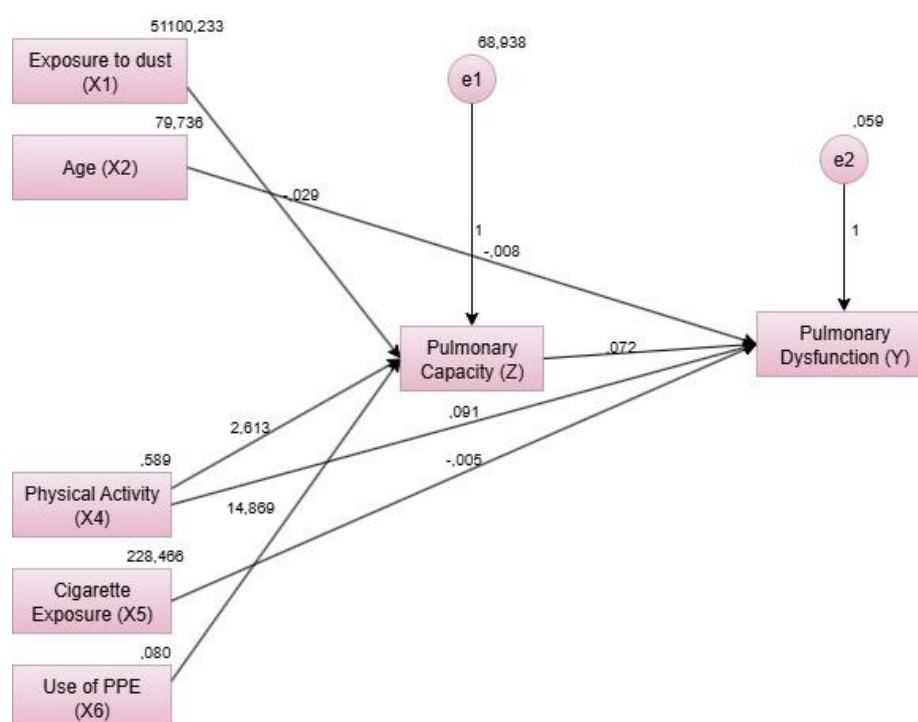 51100,233
Exposure to dust
(X1)
79,736
Age (X2)
68,938
e1
,059
e2
-,029
1
-,008
1
Pulmonary
Capacity (Z)
,072
Pulmonary
Dysfunction (Y)
2,613
,091
-,005
,589
Physical Activity
(X4)
14,869
228,466
Cigarette
Exposure (X5)
,080
Use of PPE
(X6)